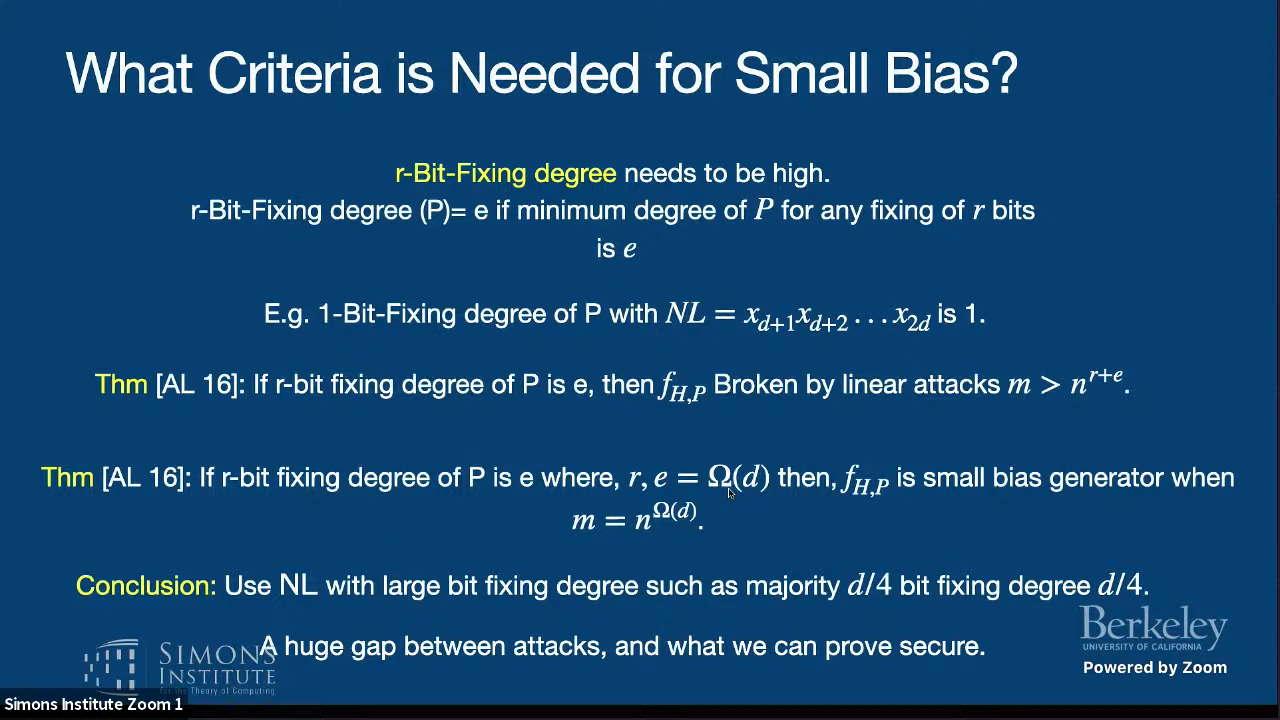 What Criteria is Needed for Small Bias?
r-Bit-Fixing degree needs to be high.
r-Bit-Fixing degree (P)= e if minimum degree of P for any fixing of r bits
is e
E.g. 1-Bit-Fixing degree of P with NL = x_{d+1}x_{d+2} . . . x_{2d} is 1.
Thm [AL 16]: If r-bit fixing degree of P is e, then f_{H,P} Broken by linear attacks m > n^{r+e}.
Thm [AL 16]: If r-bit fixing degree of P is e where, r, e = Ω(d) then, f_{H,P} is small bias generator when
m = n^{Ω(d)}.
Conclusion: Use NL with large bit fixing degree such as majority d/4 bit fixing degree d/4.
A huge gap between attacks, and what we can prove secure.
SIMONS
INSTITUTE
for the Theory of Computing
Berkeley
UNIVERSITY OF CALIFORNIA
Powered by Zoom
Simons Institute Zoom 1